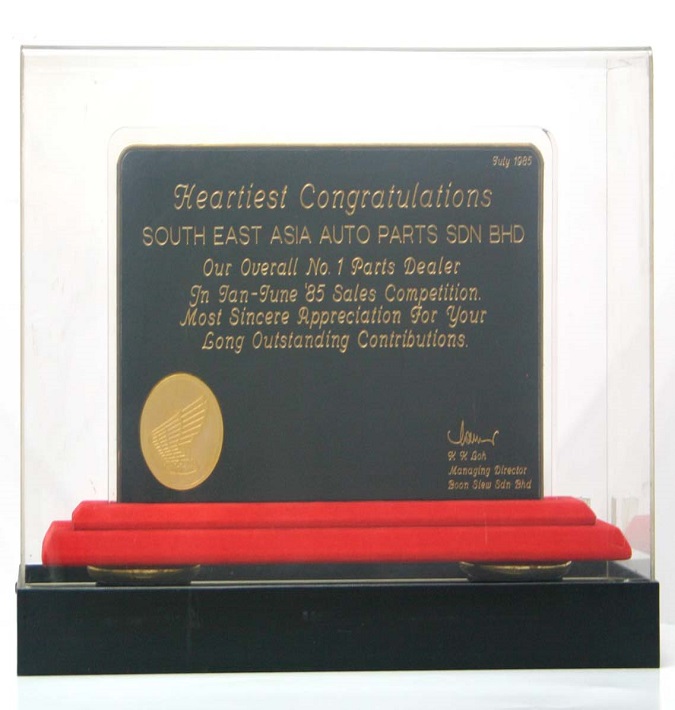 July 1985
Heartiest Congratulations
SOUTH EAST ASIA AUTO PARTS SDN BHD
Our Overall No. 1 Parts Dealer
In Jan-June '85 Sales Competition.
Most Sincere Appreciation For Your
Long Outstanding Contributions.
K K Loh
Managing Director
Boon Siew Sdn Bhd